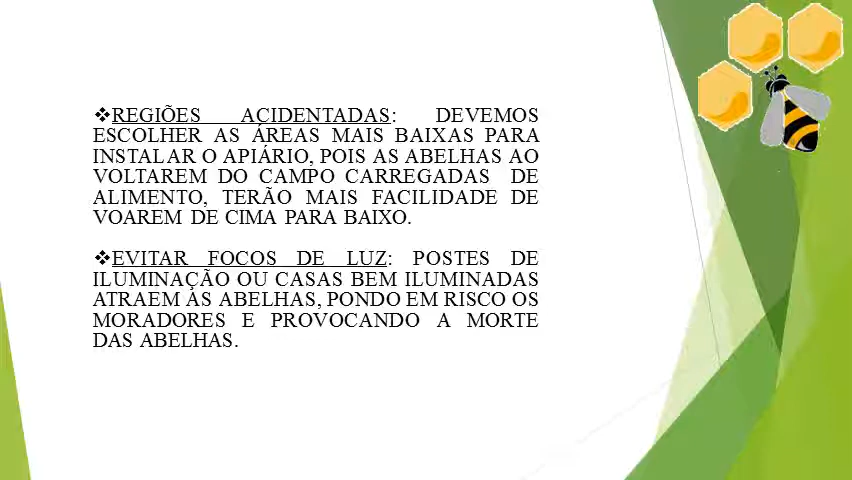 ❖REGIÕES ACIDENTADAS: DEVEMOS
ESCOLHER AS ÁREAS MAIS BAIXAS PARA
INSTALAR O APIÁRIO, POIS AS ABELHAS AO
VOLTAREM DO CAMPO CARREGADAS DE
ALIMENTO, TERÃO MAIS FACILIDADE DE
VOAREM DE CIMA PARA BAIXO.
❖EVITAR FOCOS DE LUZ: POSTES DE
ILUMINAÇÃO OU CASAS BEM ILUMINADAS
ATRAEM AS ABELHAS, PONDO EM RISCO OS
MORADORES E PROVOCANDO A MORTE
DAS ABELHAS.